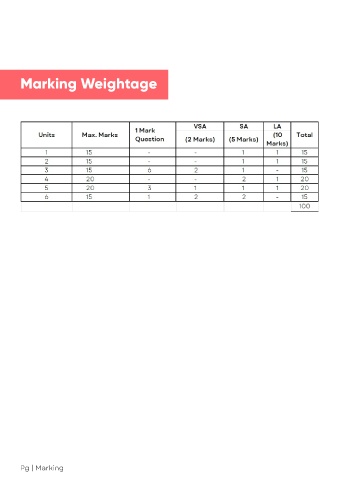 Marking Weightage
Units | Max. Marks | 1 Mark Question | VSA (2 Marks) | SA (5 Marks) | LA (10 Marks) | Total
1 | 15 | - | - | 1 | 1 | 15
2 | 15 | - | - | 1 | 1 | 15
3 | 15 | 6 | 2 | 1 | - | 15
4 | 20 | - | - | 2 | 1 | 20
5 | 20 | 3 | 1 | 1 | 1 | 20
6 | 15 | 1 | 2 | 2 | - | 15
100
Pg | Marking